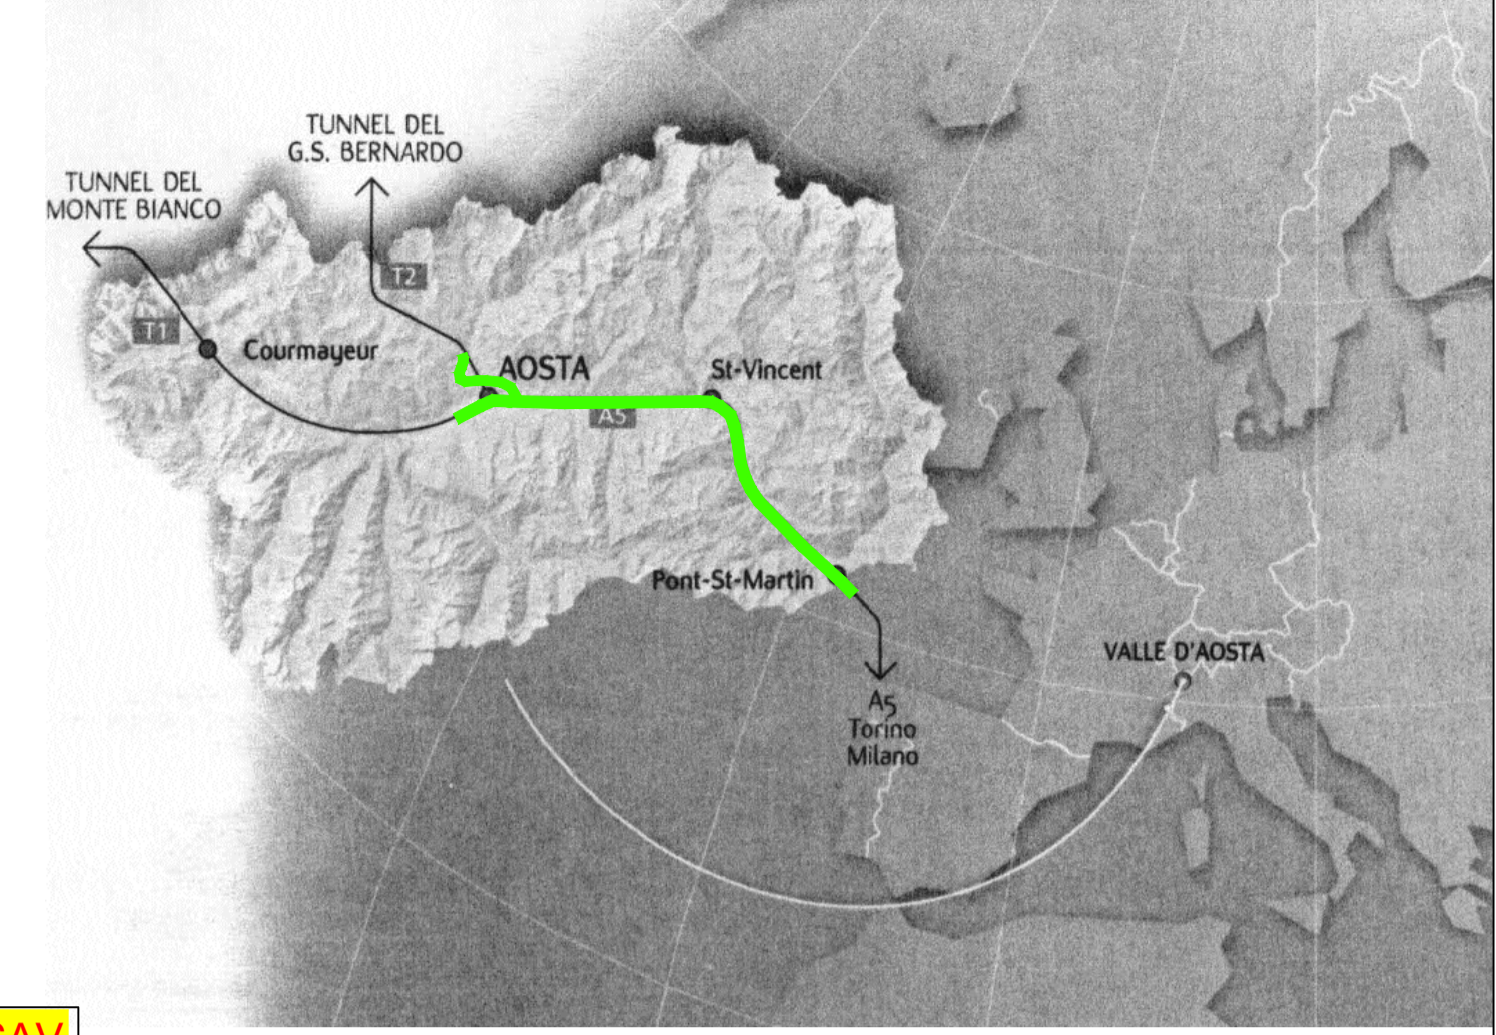 TUNNEL DEL
G.S. BERNARDO
TUNNEL DEL
MONTE BIANCO
T2
T1
Courmayeur
AOSTA
St-Vincent
A5
Pont-St-Martin
VALLE D'AOSTA
A5
Torino
Milano
SAV